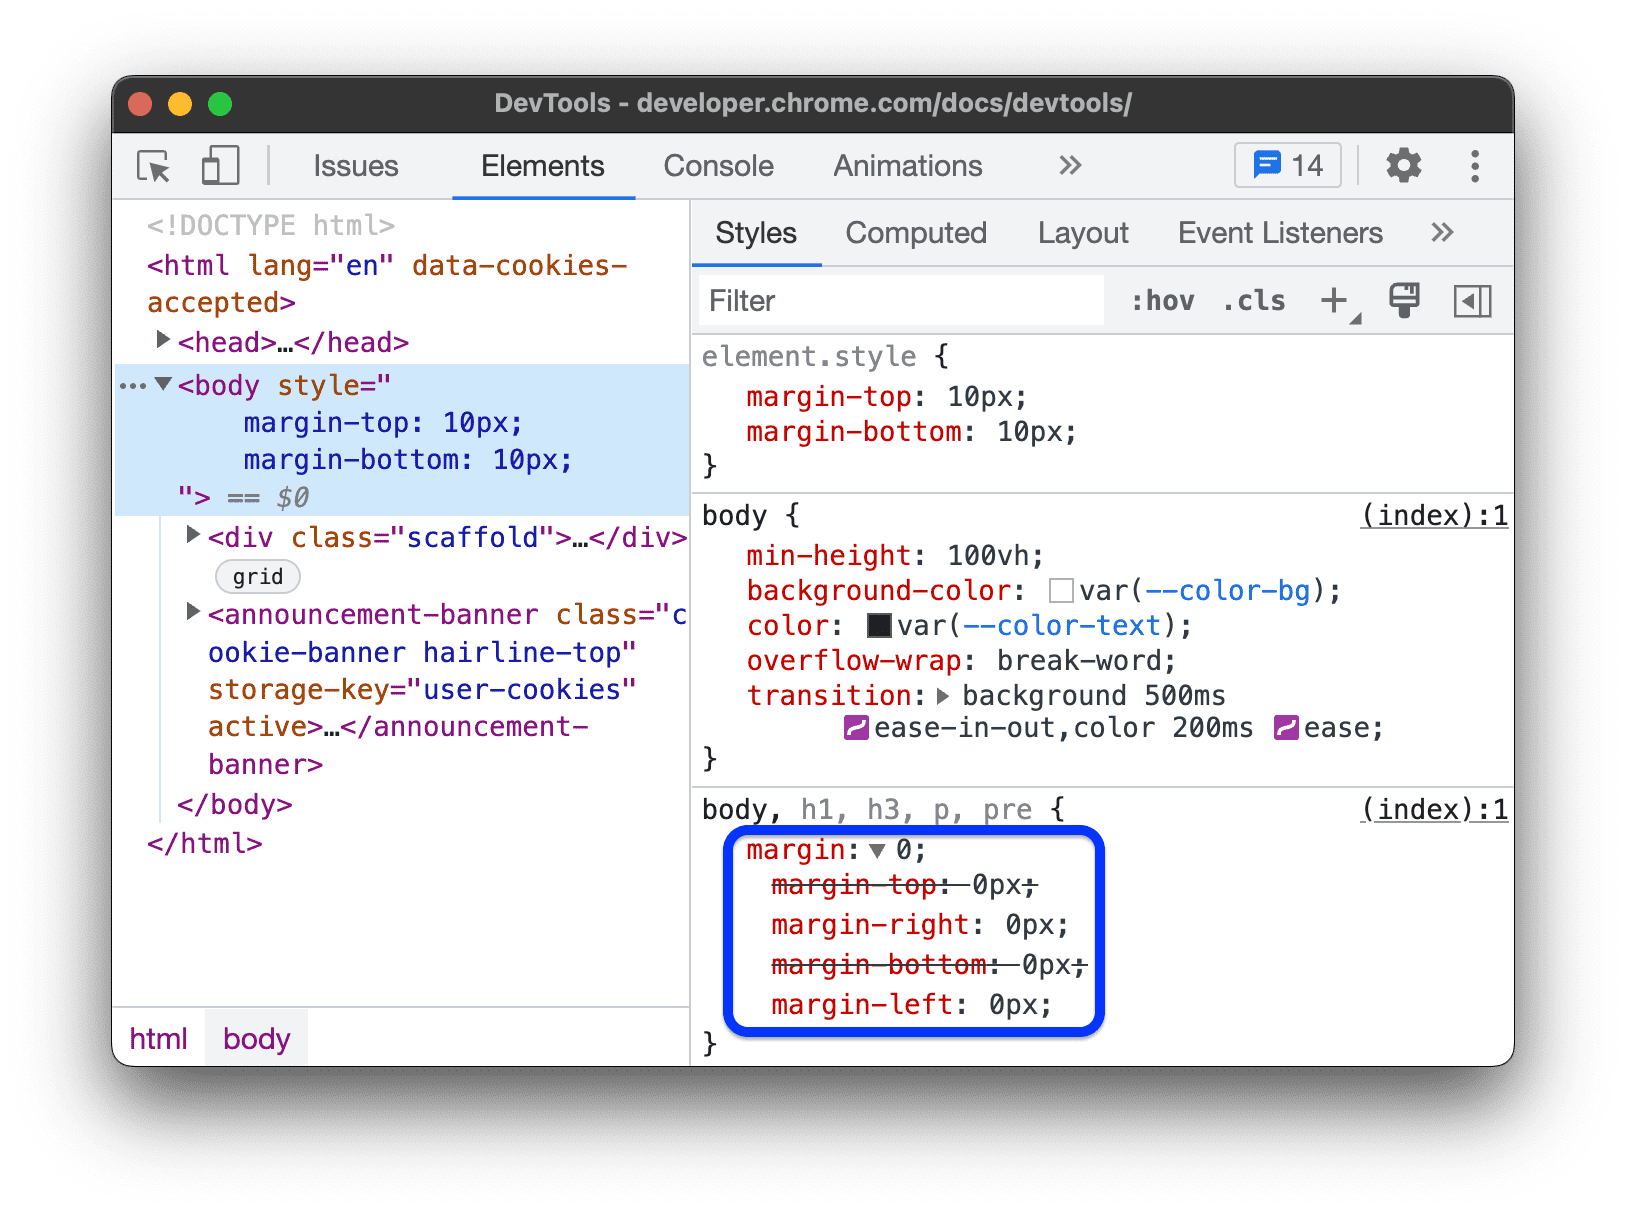 DevTools - developer.chrome.com/docs/devtools/
Issues Elements Console Animations » 14
<!DOCTYPE html>
<html lang="en" data-cookies-
accepted>
<head>…</head>
<body style="
margin-top: 10px;
margin-bottom: 10px;
"> == $0
<div class="scaffold">…</div>
grid
<announcement-banner class="c
ookie-banner hairline-top"
storage-key="user-cookies"
active>…</announcement-
banner>
</body>
</html>
html body
Styles Computed Layout Event Listeners »
Filter :hov .cls +
element.style {
margin-top: 10px;
margin-bottom: 10px;
}
body { (index):1
min-height: 100vh;
background-color: var(--color-bg);
color: var(--color-text);
overflow-wrap: break-word;
transition: background 500ms
ease-in-out,color 200ms ease;
}
body, h1, h3, p, pre { (index):1
margin: 0;
margin-top: 0px;
margin-right: 0px;
margin-bottom: 0px;
margin-left: 0px;
}